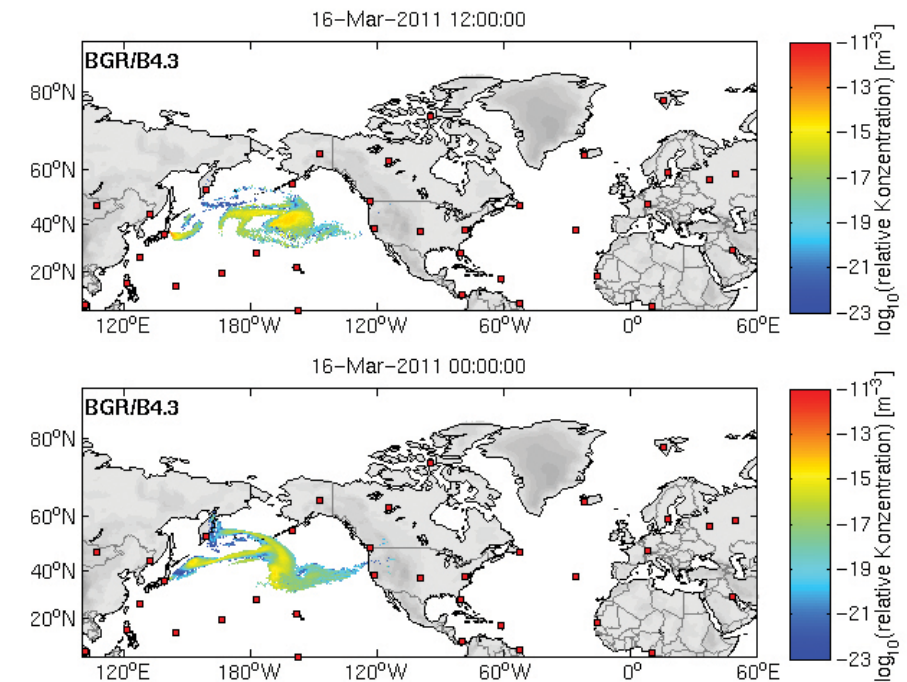 16-Mar-2011 12:00:00
BGR/B4.3
80°N
60°N
40°N
20°N
120°E 180°W 120°W 60°W 0° 60°E
−11
−13
−15
−17
−19
−21
−23
log₁₀(relative Konzentration) [m⁻³]
16-Mar-2011 00:00:00
BGR/B4.3
80°N
60°N
40°N
20°N
120°E 180°W 120°W 60°W 0° 60°E
−11
−13
−15
−17
−19
−21
−23
log₁₀(relative Konzentration) [m⁻³]